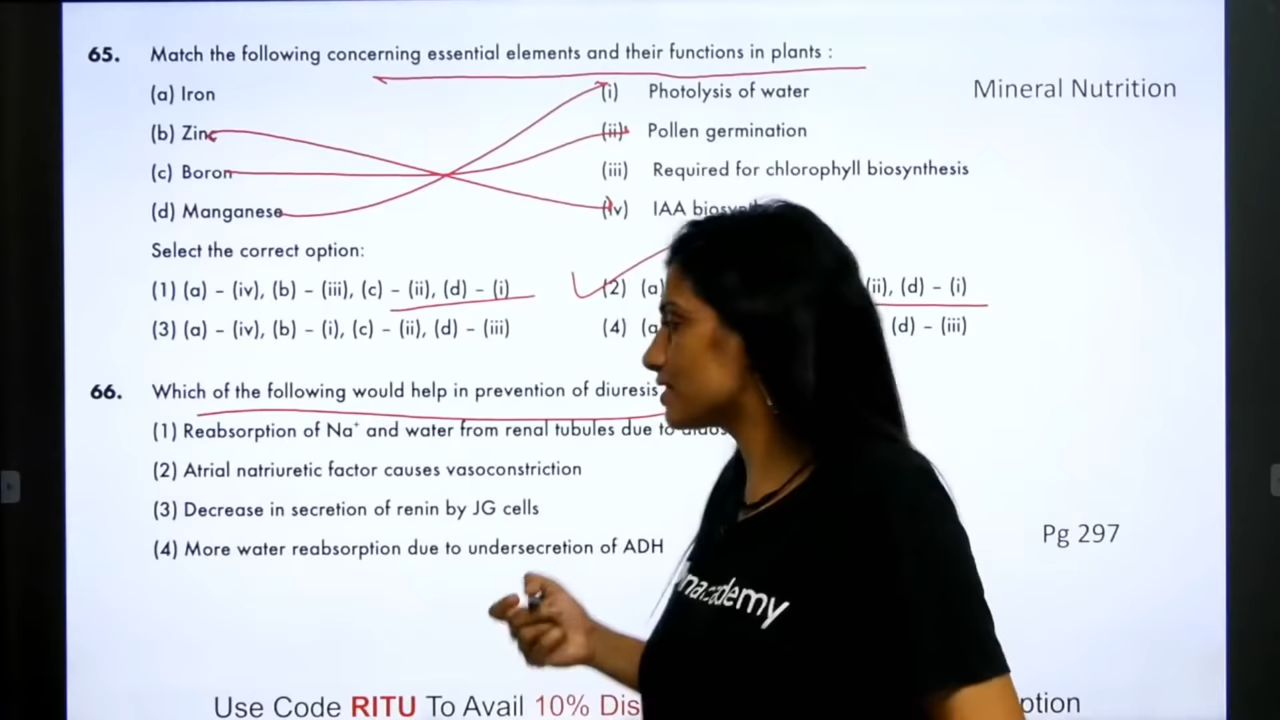 65. Match the following concerning essential elements and their functions in plants :
Mineral Nutrition
(a) Iron (i) Photolysis of water
(b) Zinc (ii) Pollen germination
(c) Boron (iii) Required for chlorophyll biosynthesis
(d) Manganese (iv) IAA
Select the correct option:
(1) (a) – (iv), (b) – (iii), (c) – (ii), (d) – (i) (2) (a) (ii), (d) – (i)
(3) (a) – (iv), (b) – (i), (c) – (ii), (d) – (iii) (4) (d) – (iii)
66. Which of the following would help in prevention of diuresis
(1) Reabsorption of Na⁺ and water from renal tubules due to
(2) Atrial natriuretic factor causes vasoconstriction
(3) Decrease in secretion of renin by JG cells
Pg 297
(4) More water reabsorption due to undersecretion of ADH
Use Code RITU To Avail 10%